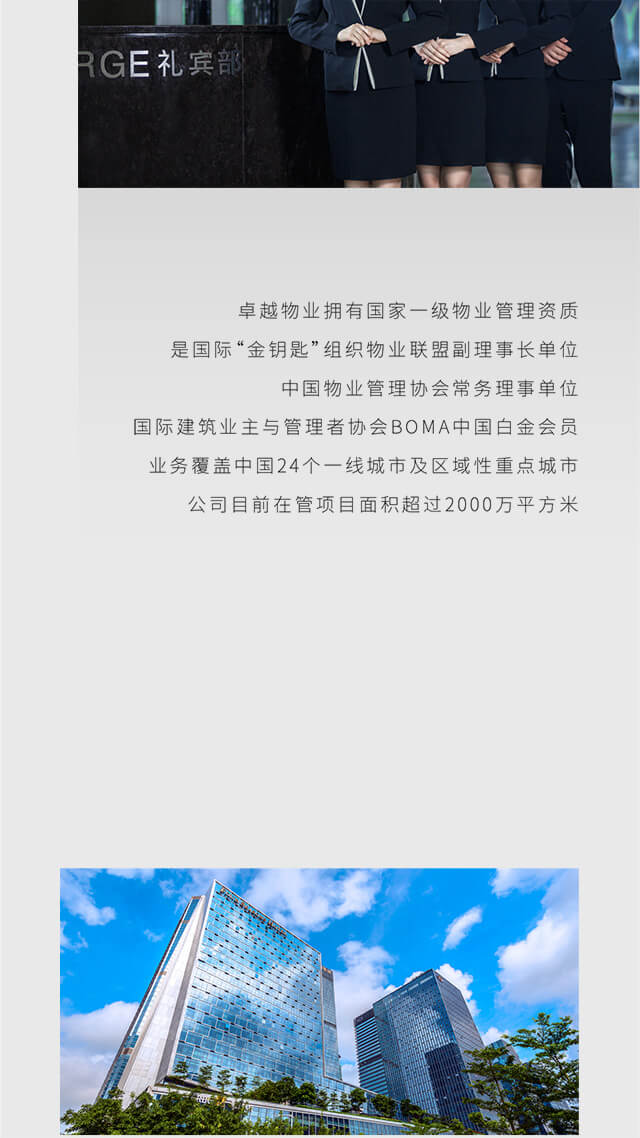 RGE 礼宾部
卓越物业拥有国家一级物业管理资质
是国际“金钥匙”组织物业联盟副理事长单位
中国物业管理协会常务理事单位
国际建筑业主与管理者协会BOMA中国白金会员
业务覆盖中国24个一线城市及区域性重点城市
公司目前在管项目面积超过2000万平方米